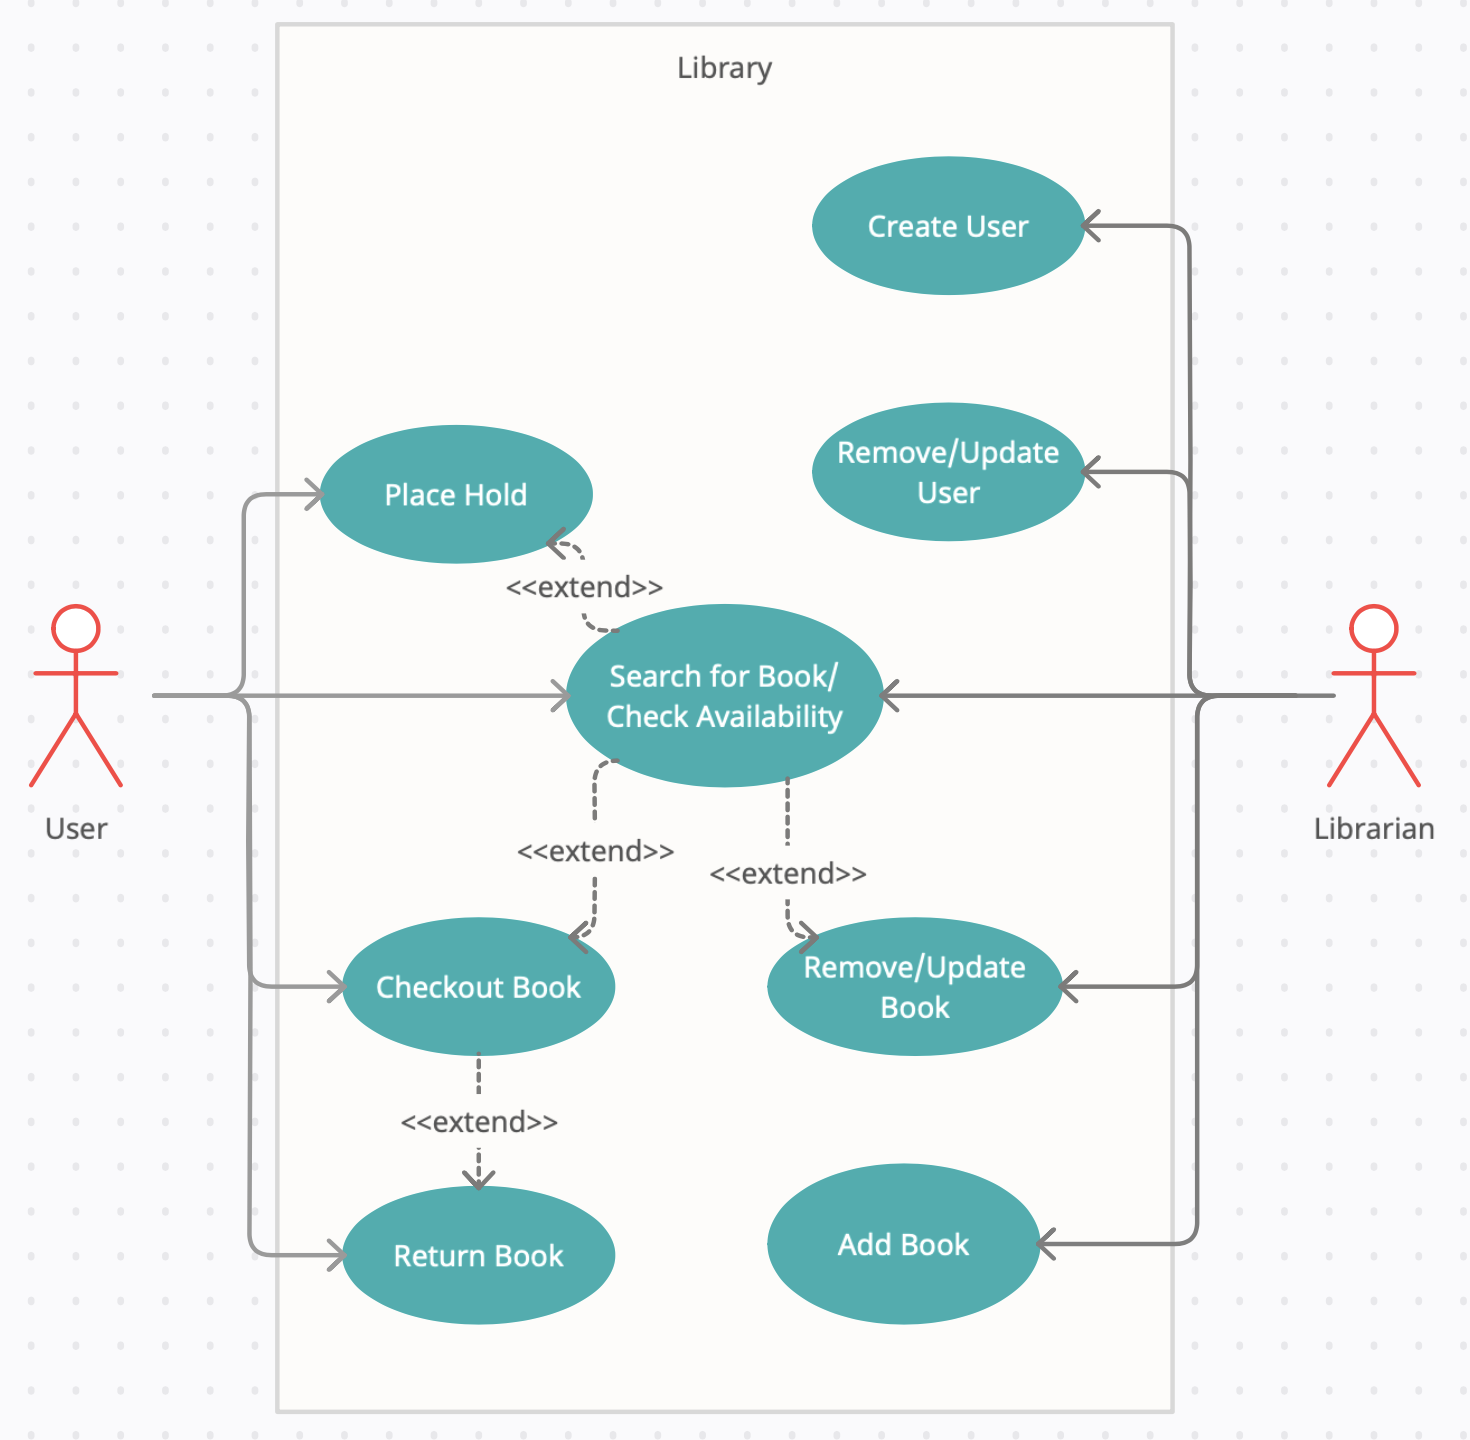 Library
Create User
Remove/Update
User
Place Hold
<<extend>>
Search for Book/
Check Availability
User
Librarian
<<extend>>
<<extend>>
Checkout Book
Remove/Update
Book
<<extend>>
Return Book
Add Book